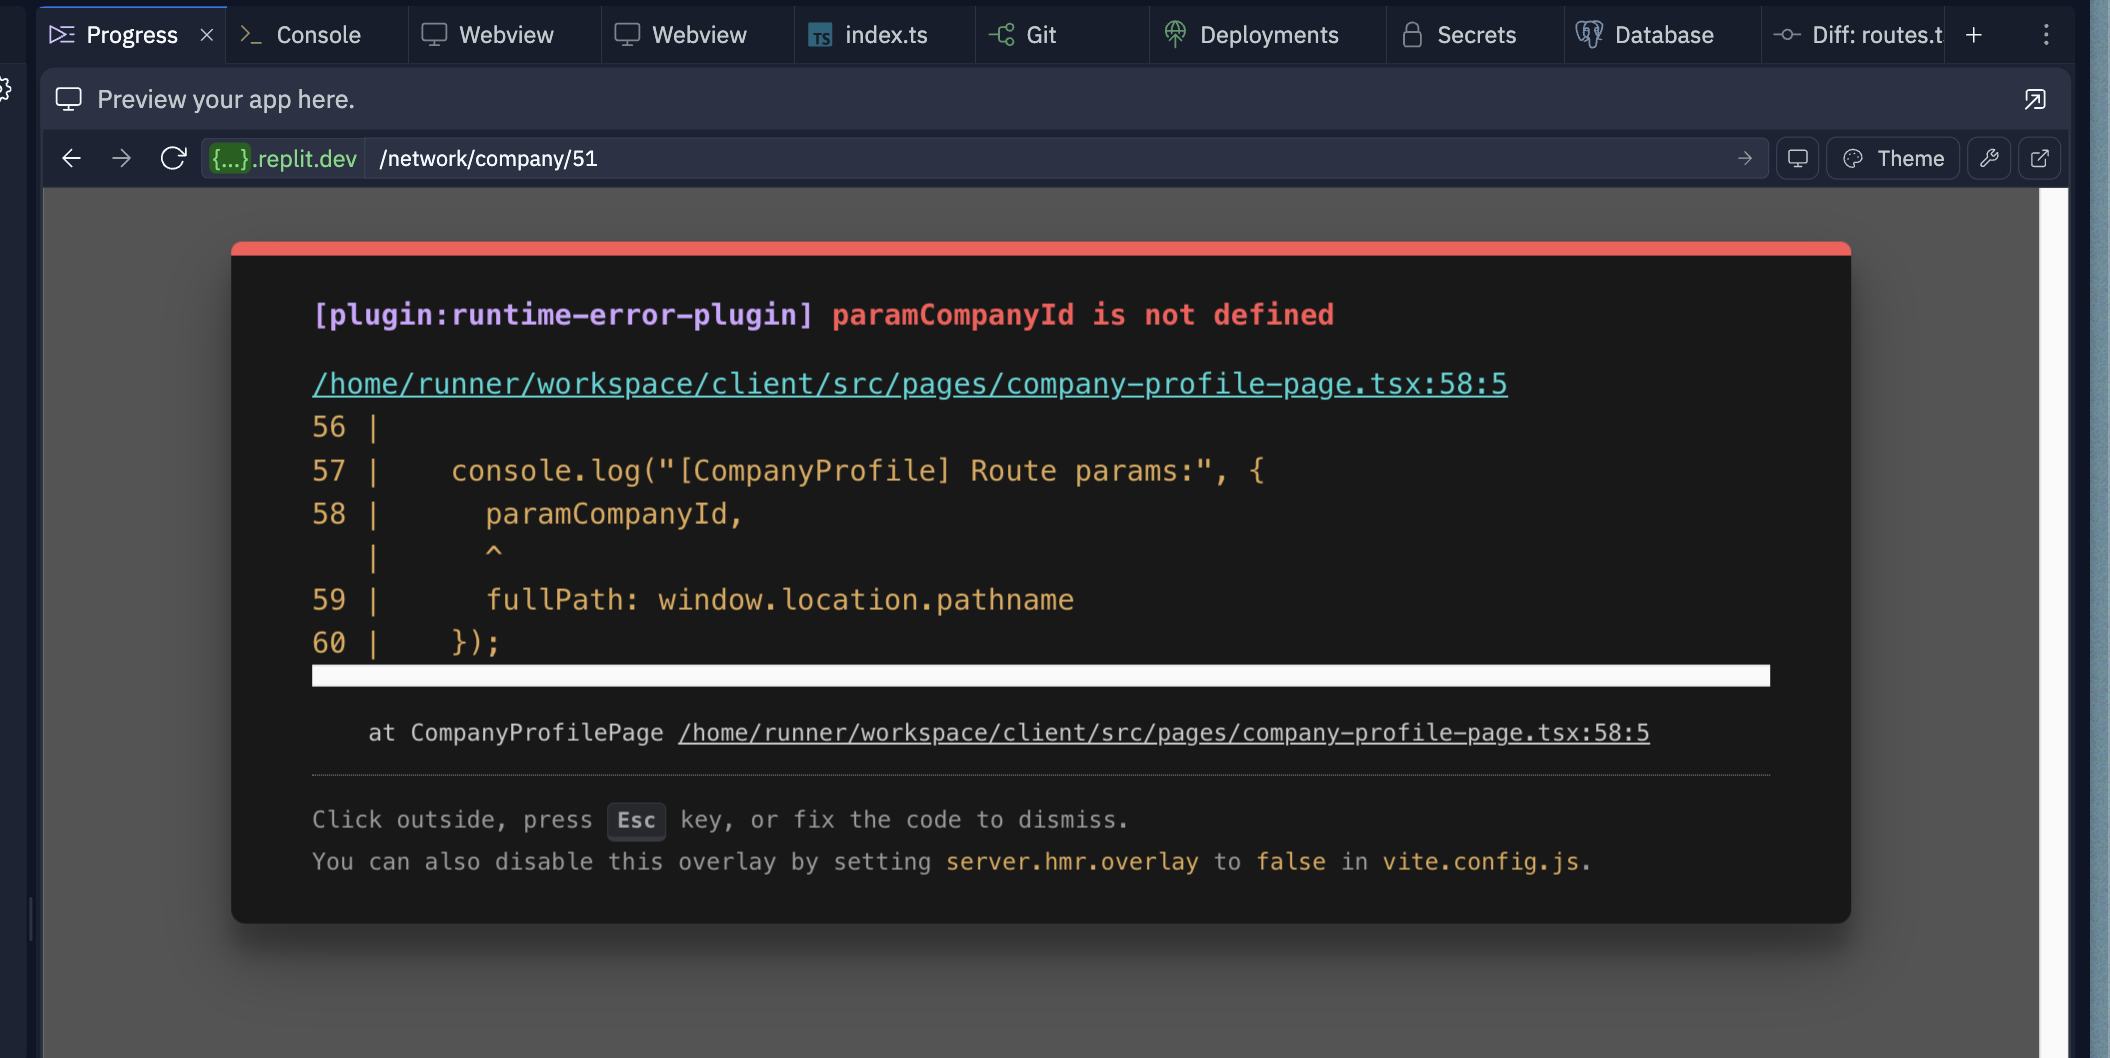 Progress × Console Webview Webview TS index.ts Git Deployments Secrets Database Diff: routes.t +
Preview your app here.
{...}.replit.dev /network/company/51 Theme
[plugin:runtime-error-plugin] paramCompanyId is not defined
/home/runner/workspace/client/src/pages/company-profile-page.tsx:58:5
56 |
57 |    console.log("[CompanyProfile] Route params:", {
58 |      paramCompanyId,
   |      ^
59 |      fullPath: window.location.pathname
60 |    });
at CompanyProfilePage /home/runner/workspace/client/src/pages/company-profile-page.tsx:58:5
Click outside, press Esc key, or fix the code to dismiss.
You can also disable this overlay by setting server.hmr.overlay to false in vite.config.js.